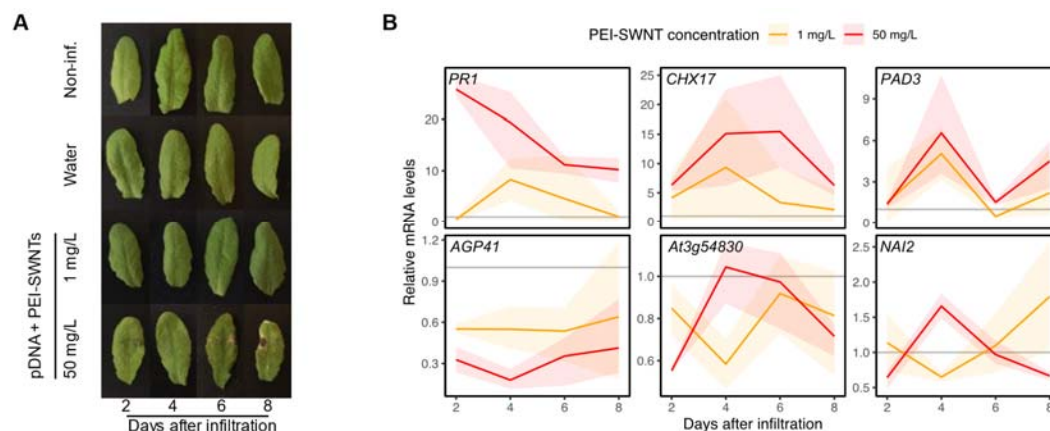 A
Non-inf.
Water
pDNA + PEI-SWNTs
1 mg/L
50 mg/L
2 4 6 8
Days after infiltration
B
PEI-SWNT concentration 1 mg/L 50 mg/L
Relative mRNA levels
PR1
20
10
0
CHX17
25
20
15
10
5
0
PAD3
9
6
3
0
AGP41
1.2
0.9
0.6
0.3
At3g54830
1.0
0.8
0.6
NAI2
2.5
2.0
1.5
1.0
0.5
2 4 6 8
2 4 6 8
2 4 6 8
Days after infiltration